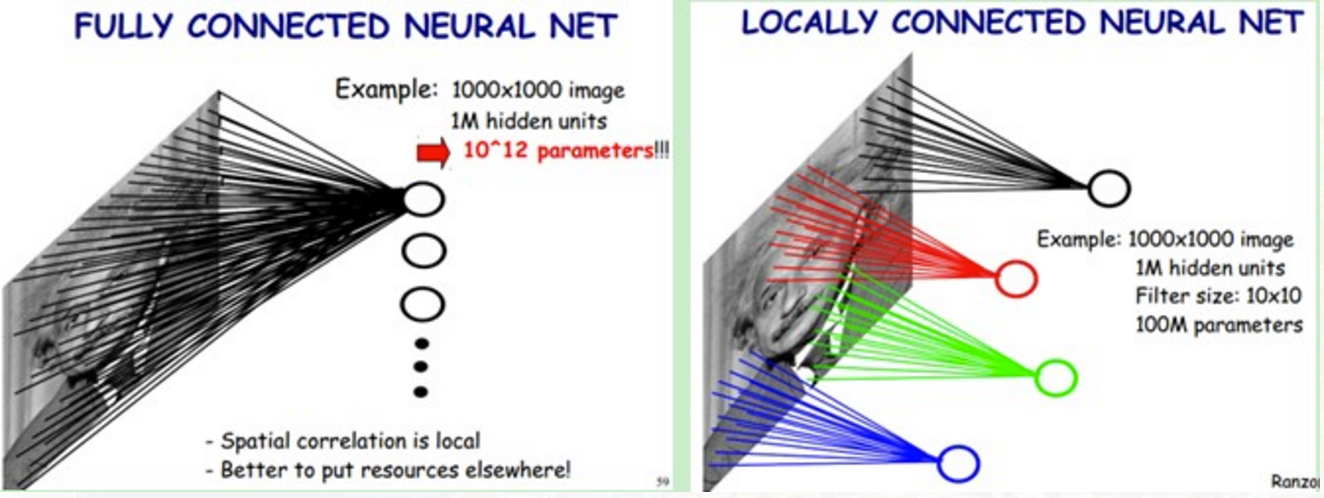 FULLY CONNECTED NEURAL NET
Example: 1000x1000 image
1M hidden units
10^12 parameters!!!
- Spatial correlation is local
- Better to put resources elsewhere!
59
LOCALLY CONNECTED NEURAL NET
Example: 1000x1000 image
1M hidden units
Filter size: 10x10
100M parameters